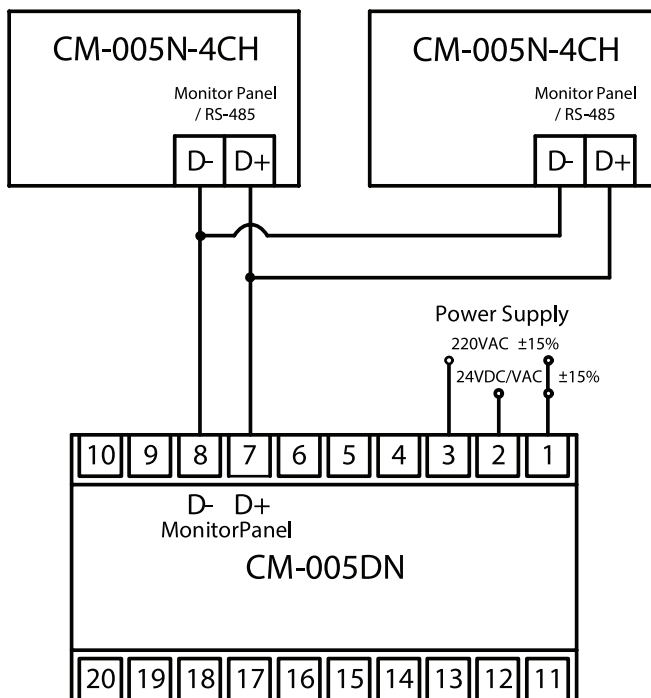 CM-005N-4CH
Monitor Panel
/ RS-485
D- D+
CM-005N-4CH
Monitor Panel
/ RS-485
D- D+
Power Supply
220VAC ±15%
24VDC/VAC ±15%
10 9 8 7 6 5 4 3 2 1
D- D+
MonitorPanel
CM-005DN
20 19 18 17 16 15 14 13 12 11